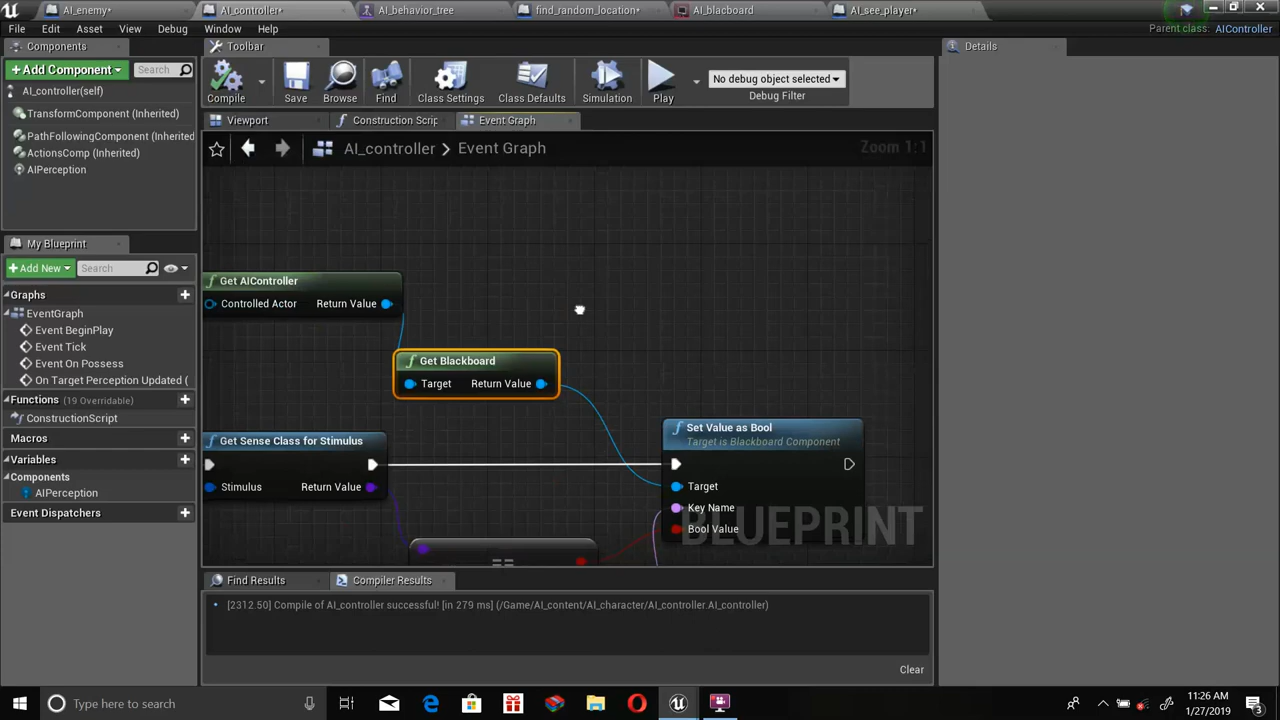 AI_enemy*
AI_controller*
AI_behavior_tree
find_random_location*
AI_blackboard
AI_see_player*
File Edit Asset View Debug Window Help
Parent class: AIController
Components
Toolbar
Details
+Add Component
Search
Compile
Save
Browse
Find
Class Settings
Class Defaults
Simulation
Play
No debug object selected
Debug Filter
AI_controller(self)
TransformComponent (Inherited)
PathFollowingComponent (Inherited
ActionsComp (Inherited)
AIPerception
Viewport
Construction Scrip
Event Graph
AI_controller > Event Graph
Zoom 1:1
My Blueprint
+Add New
Search
Graphs
EventGraph
Event BeginPlay
Event Tick
Event On Possess
On Target Perception Updated (
Functions (19 Overridable)
ConstructionScript
Macros
Variables
Components
AIPerception
Event Dispatchers
Get AIController
Controlled Actor Return Value
Get Blackboard
Target Return Value
Get Sense Class for Stimulus
Stimulus Return Value
==
Set Value as Bool
Target is Blackboard Component
Target
Key Name
Bool Value
BLUEPRINT
Find Results
Compiler Results
[2312.50] Compile of AI_controller successful! [in 279 ms] (/Game/AI_content/AI_character/AI_controller.AI_controller)
Clear
Type here to search
11:26 AM
1/27/2019
3